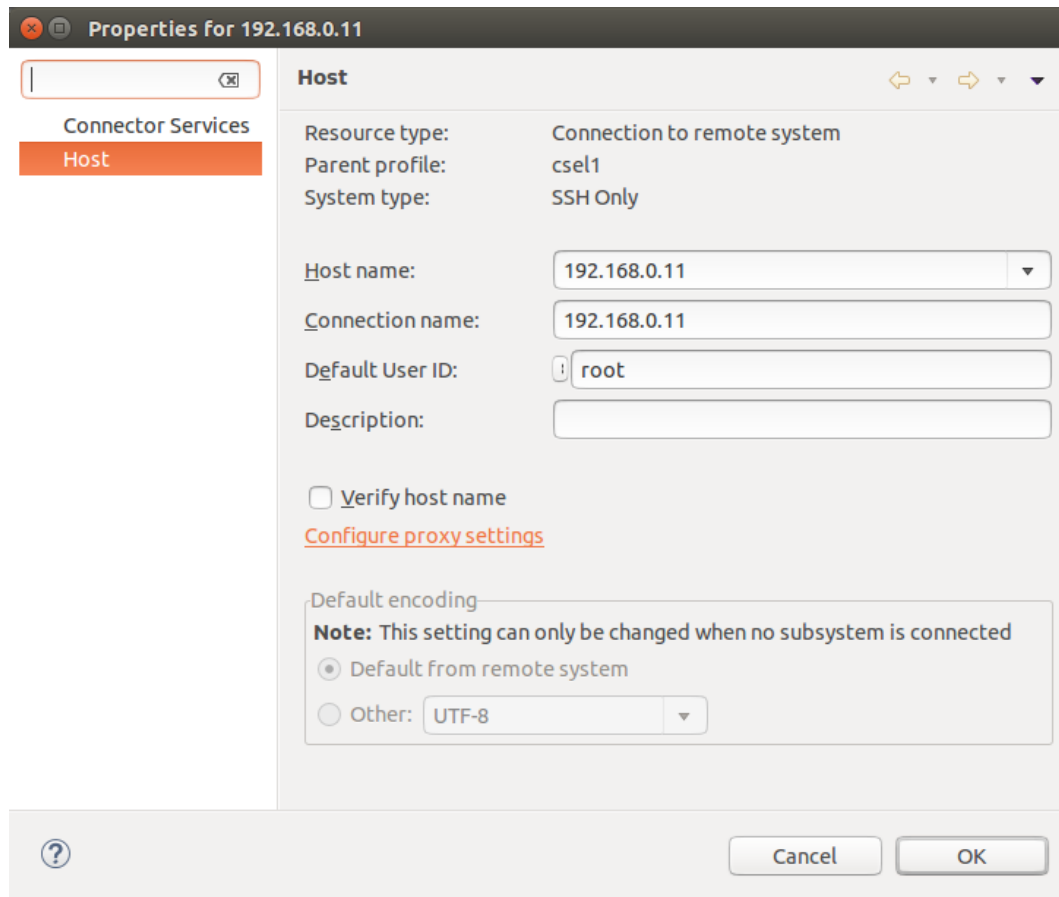 Properties for 192.168.0.11
Connector Services
Host
Host
Resource type: Connection to remote system
Parent profile: csel1
System type: SSH Only
Host name: 192.168.0.11
Connection name: 192.168.0.11
Default User ID: root
Description:
Verify host name
Configure proxy settings
Default encoding
Note: This setting can only be changed when no subsystem is connected
Default from remote system
Other: UTF-8
Cancel OK